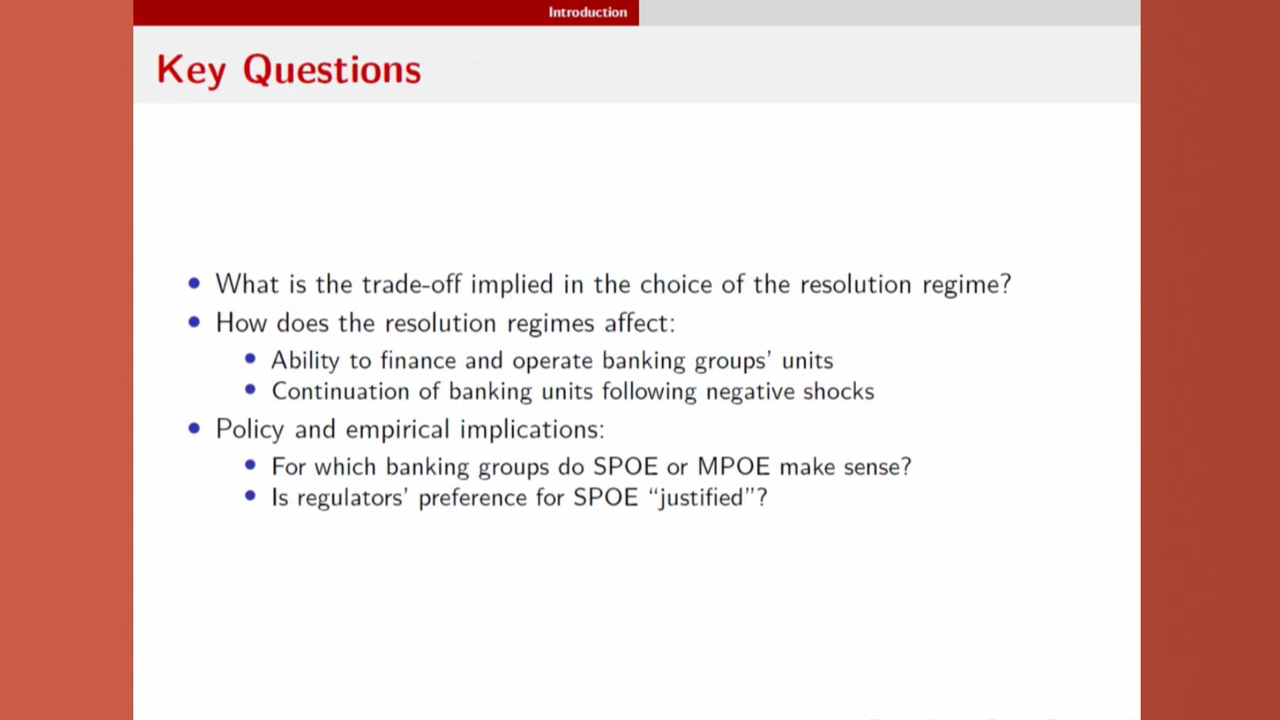 Introduction
Key Questions
• What is the trade-off implied in the choice of the resolution regime?
• How does the resolution regimes affect:
• Ability to finance and operate banking groups' units
• Continuation of banking units following negative shocks
• Policy and empirical implications:
• For which banking groups do SPOE or MPOE make sense?
• Is regulators' preference for SPOE “justified”?